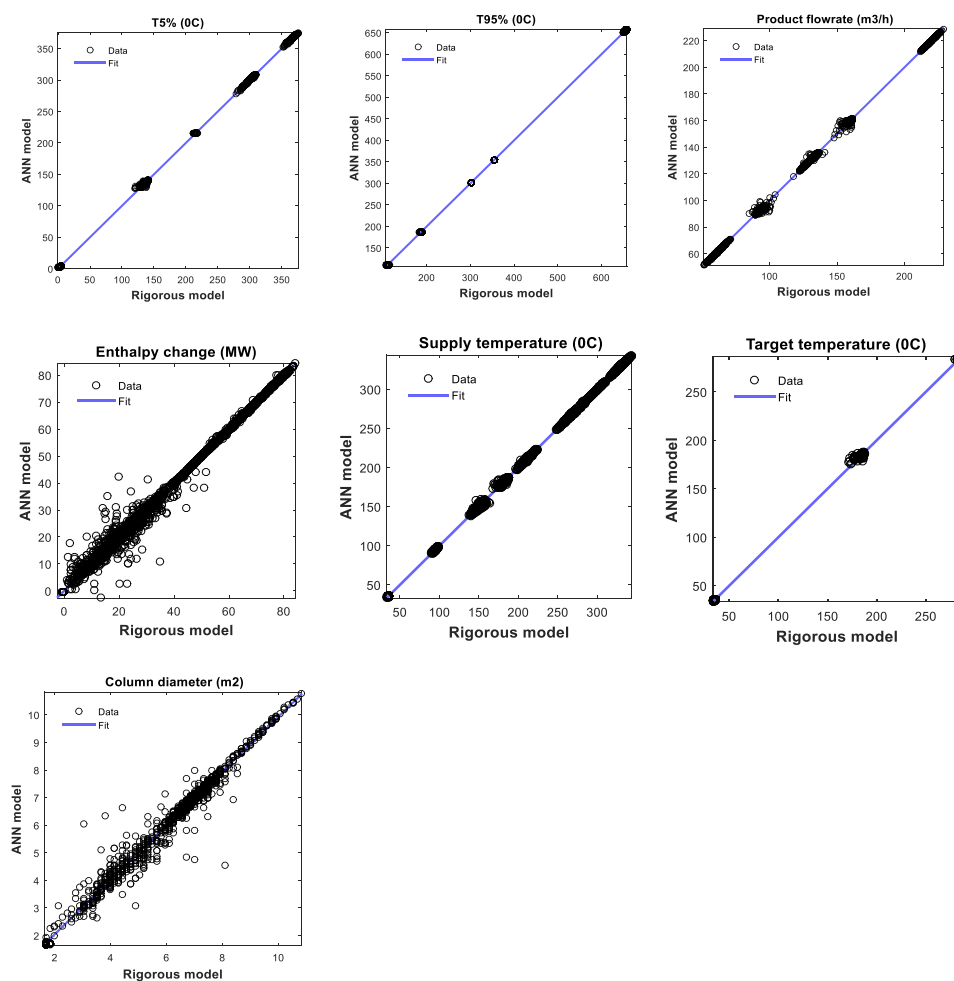 T5% (0C)
ANN model
350
300
250
200
150
100
50
0
Data
Fit
0 50 100 150 200 250 300 350
Rigorous model
T95% (0C)
ANN model
650
600
550
500
450
400
350
300
250
200
150
Data
Fit
200 300 400 500 600
Rigorous model
Product flowrate (m3/h)
ANN model
220
200
180
160
140
120
100
80
60
Data
Fit
100 150 200
Rigorous model
Enthalpy change (MW)
ANN model
80
70
60
50
40
30
20
10
0
Data
Fit
0 20 40 60 80
Rigorous model
Supply temperature (0C)
ANN model
300
250
200
150
100
50
Data
Fit
50 100 150 200 250 300
Rigorous model
Target temperature (0C)
ANN model
250
200
150
100
50
Data
Fit
50 100 150 200 250
Rigorous model
Column diameter (m2)
ANN model
10
9
8
7
6
5
4
3
2
Data
Fit
2 4 6 8 10
Rigorous model